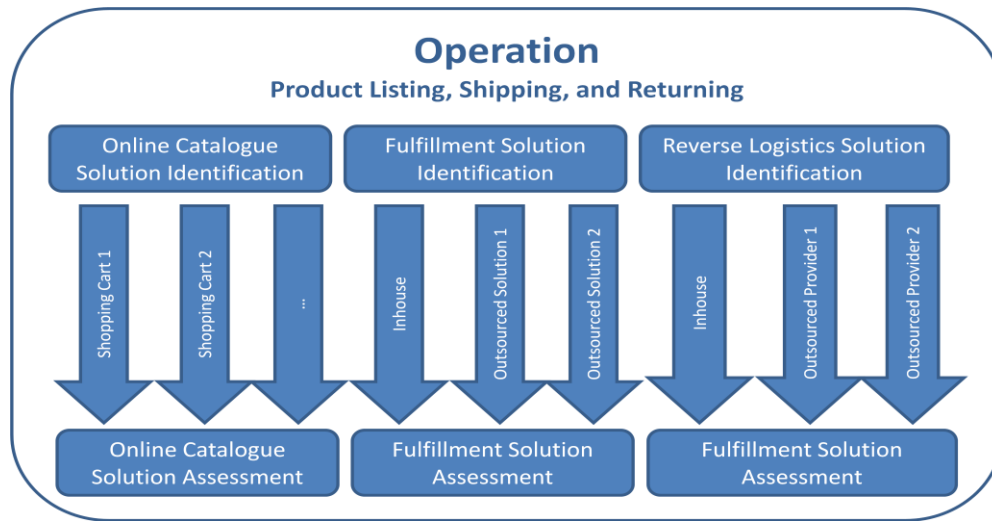 Operation
Product Listing, Shipping, and Returning
Online Catalogue
Solution Identification
Fulfillment Solution
Identification
Reverse Logistics Solution
Identification
Shopping Cart 1
Shopping Cart 2
...
Inhouse
Outsourced Solution 1
Outsourced Solution 2
Inhouse
Outsourced Provider 1
Outsourced Provider 2
Online Catalogue
Solution Assessment
Fulfillment Solution
Assessment
Fulfillment Solution
Assessment